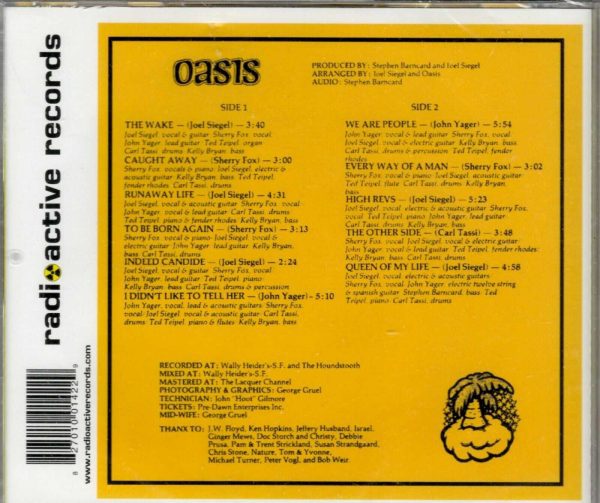 radioactive records
www.radioactiverecords.com
8 27010 01422 9
OASIS
PRODUCED BY: Stephen Barncard and Joel Siegel
ARRANGED BY: Joel Siegel and Oasis
AUDIO: Stephen Barncard
SIDE 1
THE WAKE — (Joel Siegel) — 3:40
Joel Siegel, vocal & guitar Sherry Fox, vocal
John Yager, lead guitar Ted Teipel, organ
Carl Tassi, drums Kelly Bryan, bass
CAUGHT AWAY — (Sherry Fox) — 3:00
Sherry Fox, vocals & piano Joel Siegel, electric &
acoustic guitar Kelly Bryan, bass Ted Teipel,
fender rhodes Carl Tassi, drums
RUNAWAY LIFE — (Joel Siegel) — 4:31
Joel Siegel, vocal & acoustic guitar Sherry Fox, vocal
John Yager, vocal & lead guitar Carl Tassi, drums
Ted Teipel, piano & fender rhodes Kelly Bryan, bass
TO BE BORN AGAIN — (Sherry Fox) — 3:13
Sherry Fox, vocal & piano Joel Siegel, vocal &
electric guitar John Yager, lead guitar Kelly Bryan,
bass Carl Tassi, drums
INDEED CANDIDE — (Joel Siegel) — 2:24
Joel Siegel, vocal & guitar Sherry Fox, vocal
John Yager, vocal & lead guitar Ted Teipel, piano
Kelly Bryan, bass Carl Tassi, drums & percussion
I DIDN'T LIKE TO TELL HER — (John Yager) - 5:10
John Yager, vocal, lead & acoustic guitars Sherry Fox,
vocal Joel Siegel, vocal & acoustic guitar Carl Tassi,
drums Ted Teipel, piano & flutes Kelly Bryan, bass
SIDE 2
WE ARE PEOPLE — (John Yager) — 5:54
John Yager, vocal & lead guitar Sherry Fox, vocal
Joel Siegel, vocal & electric guitar Kelly Bryan, bass
Carl Tassi, drums & percussion Ted Teipel, fender
rhodes
EVERY WAY OF A MAN — (Sherry Fox) — 3:02
Sherry Fox, vocal & piano Joel Siegel, acoustic guitar
Ted Teipel, flute Carl Tassi, drums Kelly Bryan,
bass
HIGH REVS — (Joel Siegel) — 5:23
Joel Siegel, vocal, electric & acoustic guitar Sherry Fox,
vocal Ted Teipel, piano John Yager, lead guitar
Carl Tassi, drums Kelly Bryan, bass
THE OTHER SIDE — (Carl Tassi) — 3:48
Sherry Fox, vocal Joel Siegel, vocal & electric guitar
John Yager, vocal & lead guitar Ted Teipel, fender rhodes
Carl Tassi, drums Kelly Bryan, bass
QUEEN OF MY LIFE — (Joel Siegel) — 4:58
Joel Siegel, vocal, electric & acoustic guitars
Sherry Fox, vocal John Yager, electric twelve string
& spanish guitar Stephen Barncard, bass Ted
Teipel, piano Carl Tassi, drums
RECORDED AT: Wally Heider's-S.F. and The Houndstooth
MIXED AT: Wally Heider's-S.F.
MASTERED AT: The Lacquer Channel
PHOTOGRAPHY & GRAPHICS: George Gruel
TECHNICIAN: John "Hout" Gilmore
TICKETS: Pre-Dawn Enterprises Inc.
MID-WIFE: George Gruel
THANX TO: J.W. Floyd, Ken Hopkins, Jeffery Husband, Israel,
Ginger Mews, Doc Storch and Christy, Debbie
Prusa, Pam & Trent Strickland, Susan Strandgaard,
Chris Stone, Nature, Tom & Yvonne,
Michael Turner, Peter Vogl, and Bob Weir